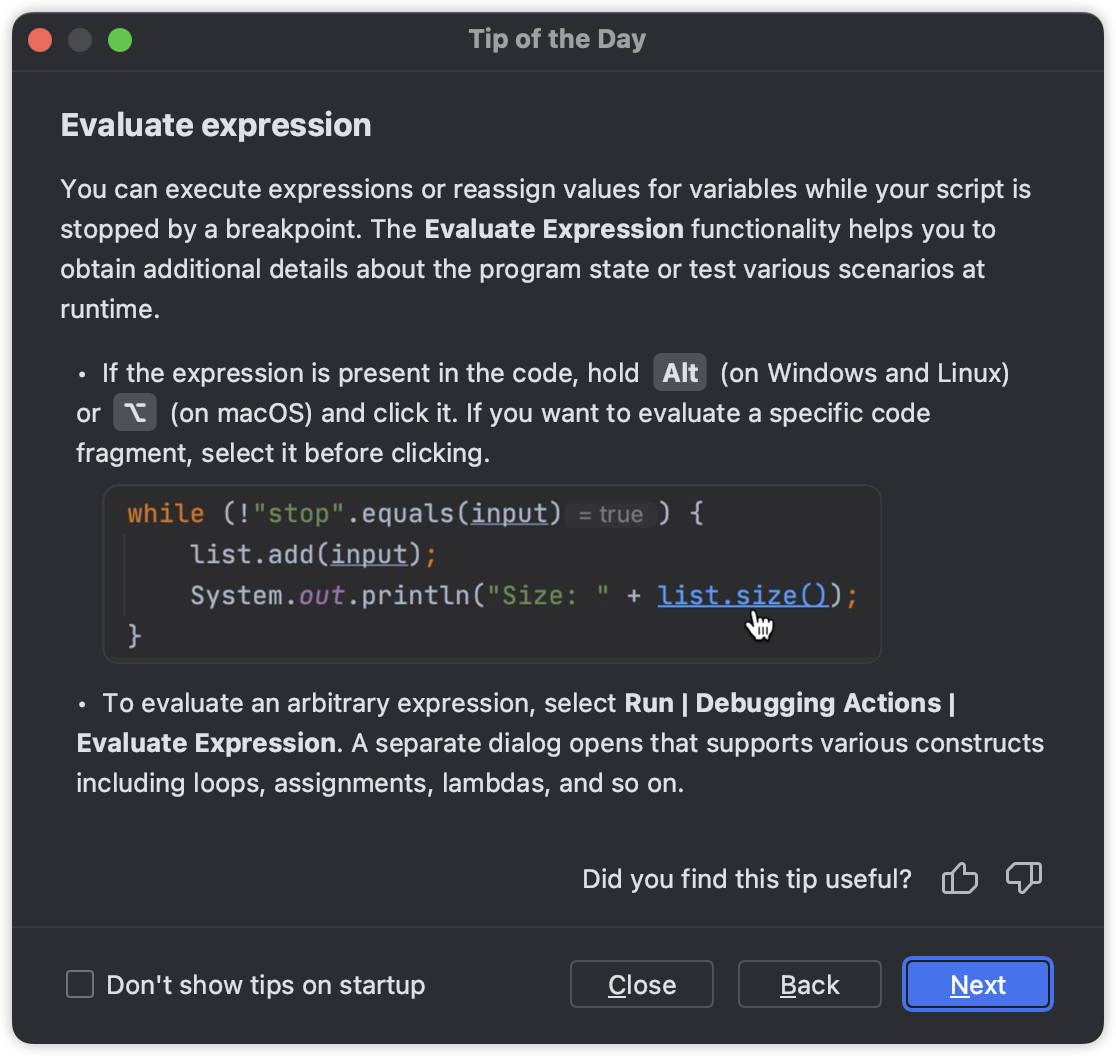 Tip of the Day
Evaluate expression
You can execute expressions or reassign values for variables while your script is
stopped by a breakpoint. The Evaluate Expression functionality helps you to
obtain additional details about the program state or test various scenarios at
runtime.
• If the expression is present in the code, hold Alt (on Windows and Linux)
or ⌥ (on macOS) and click it. If you want to evaluate a specific code
fragment, select it before clicking.
while (!"stop".equals(input) = true ) {
    list.add(input);
    System.out.println("Size: " + list.size());
}
• To evaluate an arbitrary expression, select Run | Debugging Actions |
Evaluate Expression. A separate dialog opens that supports various constructs
including loops, assignments, lambdas, and so on.
Did you find this tip useful?
Don't show tips on startup Close Back Next